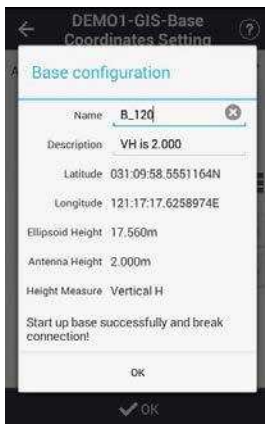 DEMO1-GIS-Base
Coordinates Setting
?
A
Base configuration
Name B_120
Description VH is 2.000
Latitude 031:09:58.5551164N
Longitude 121:17:17.6258974E
Ellipsoid Height 17.560m
Antenna Height 2.000m
Height Measure Vertical H
Start up base successfully and break
connection!
OK
OK